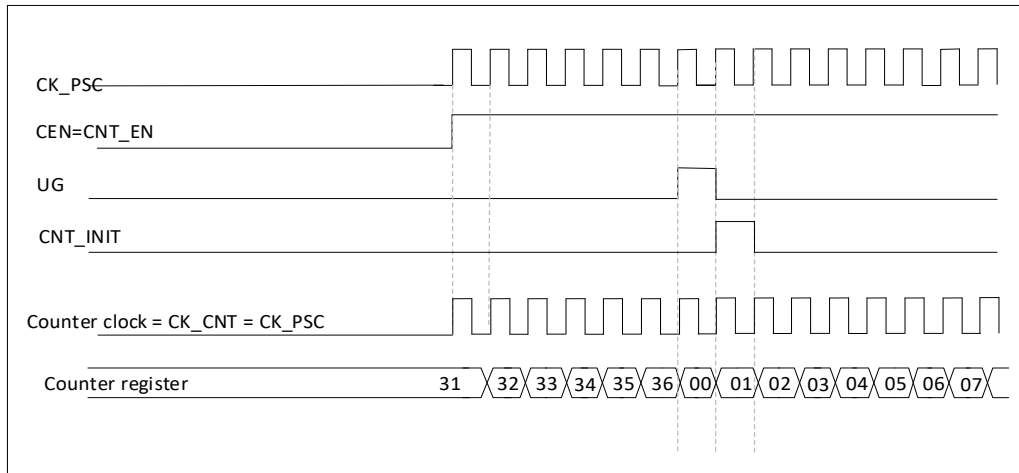 CK_PSC
CEN=CNT_EN
UG
CNT_INIT
Counter clock = CK_CNT = CK_PSC
Counter register 31 32 33 34 35 36 00 01 02 03 04 05 06 07